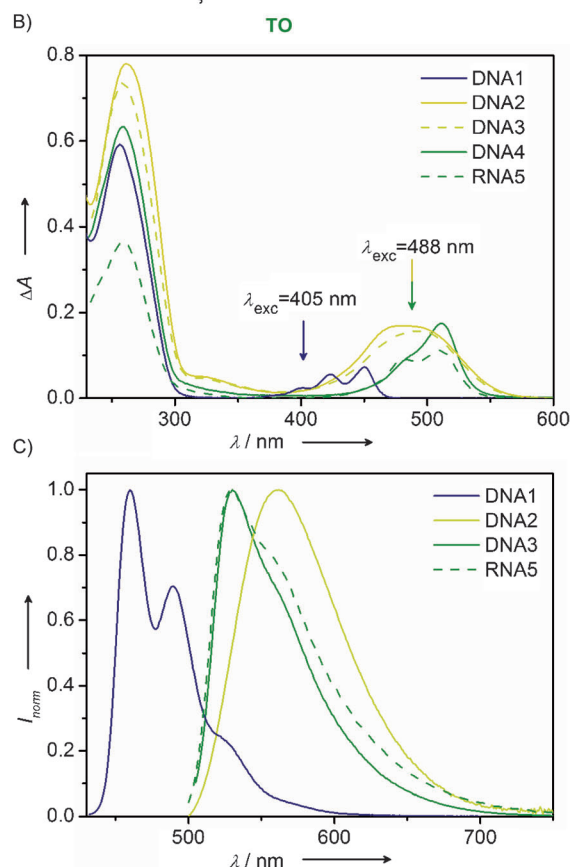 B)
TO
0.8
0.6
0.4
0.2
0.0
ΔA
DNA1
DNA2
DNA3
DNA4
RNA5
λexc=488 nm
λexc=405 nm
300 400 500 600
λ / nm
C)
1.0
0.8
0.6
0.4
0.2
0.0
Inorm
DNA1
DNA2
DNA3
RNA5
500 600 700
λ / nm